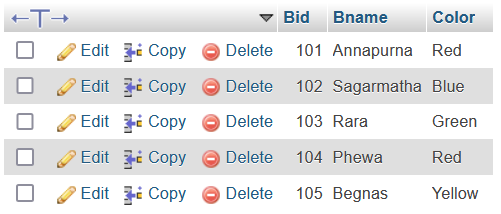 Bid Bname Color
Edit Copy Delete 101 Annapurna Red
Edit Copy Delete 102 Sagarmatha Blue
Edit Copy Delete 103 Rara Green
Edit Copy Delete 104 Phewa Red
Edit Copy Delete 105 Begnas Yellow